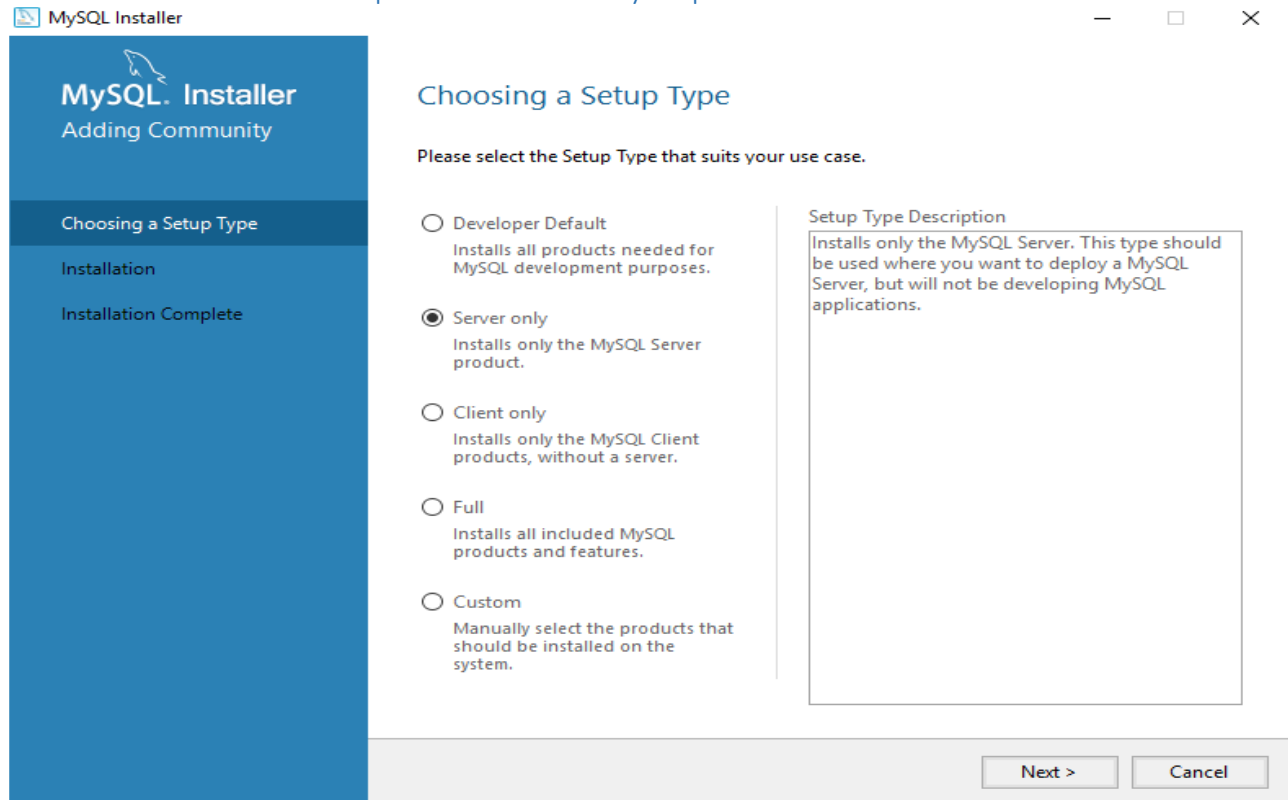 MySQL Installer
MySQL. Installer
Adding Community
Choosing a Setup Type
Installation
Installation Complete
Choosing a Setup Type
Please select the Setup Type that suits your use case.
Developer Default
Installs all products needed for
MySQL development purposes.
Server only
Installs only the MySQL Server
product.
Client only
Installs only the MySQL Client
products, without a server.
Full
Installs all included MySQL
products and features.
Custom
Manually select the products that
should be installed on the
system.
Setup Type Description
Installs only the MySQL Server. This type should
be used where you want to deploy a MySQL
Server, but will not be developing MySQL
applications.
Next >
Cancel